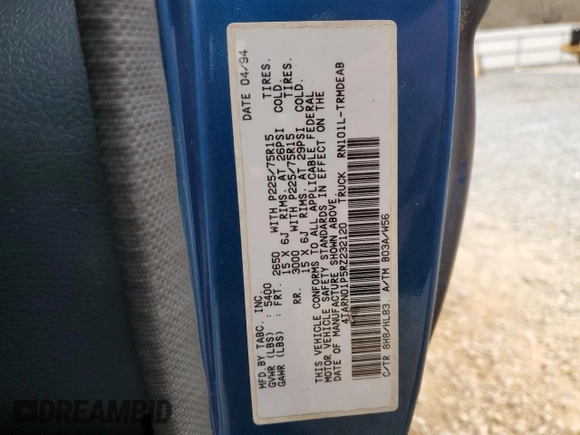 MFD.BY TABC, INC. DATE 04/94
GVWR (LBS) : 5400
GAWR (LBS) : FRT. 2650 WITH P225/75R15 TIRES.
15 X 6J RIMS. AT 26PSI COLD.
RR. 3000 WITH P225/75R15 TIRES.
15 X 6J RIMS. AT 29PSI COLD.
THIS VEHICLE CONFORMS TO ALL APPLICABLE FEDERAL
MOTOR VEHICLE SAFETY STANDARDS IN EFFECT ON THE
DATE OF MANUFACTURE SHOWN ABOVE.
4TARN01P5RZ232120 TRUCK RN101L-TRMDEAB
C/TR 8H8/HL83. A/TM B03A/W56
DREAMBID